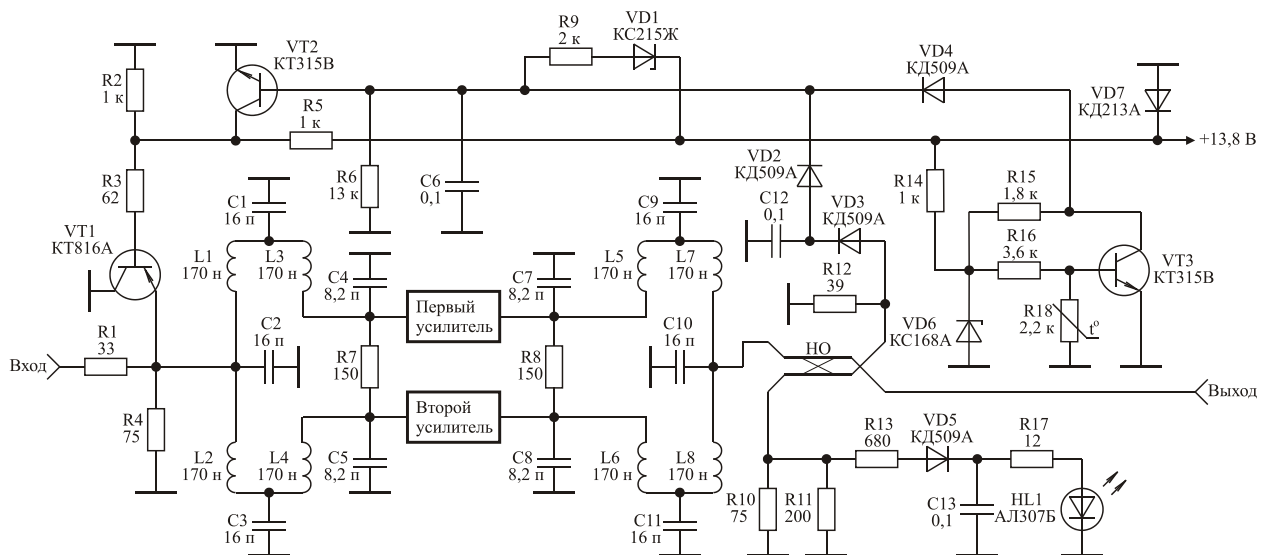 VT2
КТ315В
R9
2 к
VD1
КС215Ж
VD4
КД509А
R2
1 к
R5
1 к
VD7
КД213А
+13,8 В
R3
62
R6
13 к
C6
0,1
VD2
КД509А
R14
1 к
R15
1,8 к
C1
16 п
C9
16 п
C12
0,1
VD3
КД509А
VT1
КТ816А
L1
170 н
L3
170 н
C4
8,2 п
C7
8,2 п
L5
170 н
L7
170 н
R12
39
R16
3,6 к
VT3
КТ315В
Первый
усилитель
R18
2,2 к
t°
VD6
КС168А
Вход
R1
33
C2
16 п
R7
150
R8
150
C10
16 п
НО
Выход
R4
75
Второй
усилитель
L2
170 н
L4
170 н
C5
8,2 п
C8
8,2 п
L6
170 н
L8
170 н
R13
680
VD5
КД509А
R17
12
R10
75
R11
200
C13
0,1
HL1
АЛ307Б
C3
16 п
C11
16 п